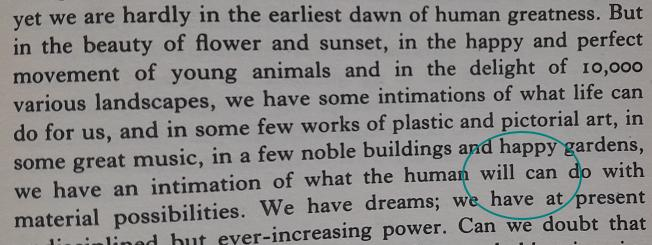 yet we are hardly in the earliest dawn of human greatness. But
in the beauty of flower and sunset, in the happy and perfect
movement of young animals and in the delight of 10,000
various landscapes, we have some intimations of what life can
do for us, and in some few works of plastic and pictorial art, in
some great music, in a few noble buildings and happy gardens,
we have an intimation of what the human will can do with
material possibilities. We have dreams; we have at present
but ever-increasing power. Can we doubt that